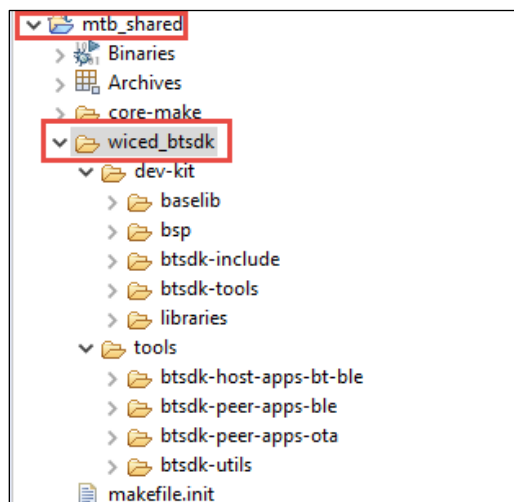 mtb_shared
Binaries
Archives
core-make
wiced_btsdk
dev-kit
baselib
bsp
btsdk-include
btsdk-tools
libraries
tools
btsdk-host-apps-bt-ble
btsdk-peer-apps-ble
btsdk-peer-apps-ota
btsdk-utils
makefile.init